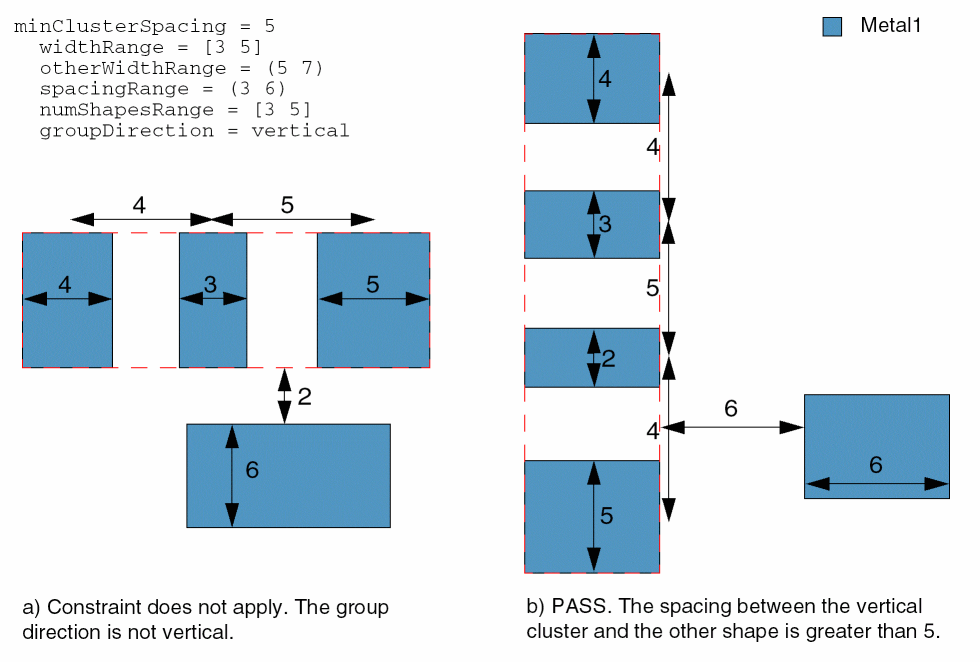 minClusterSpacing = 5
widthRange = [3 5]
otherWidthRange = (5 7)
spacingRange = (3 6)
numShapesRange = [3 5]
groupDirection = vertical
Metal1
4
5
4
3
5
2
6
4
4
3
5
2
4
5
6
6
a) Constraint does not apply. The group
direction is not vertical.
b) PASS. The spacing between the vertical
cluster and the other shape is greater than 5.